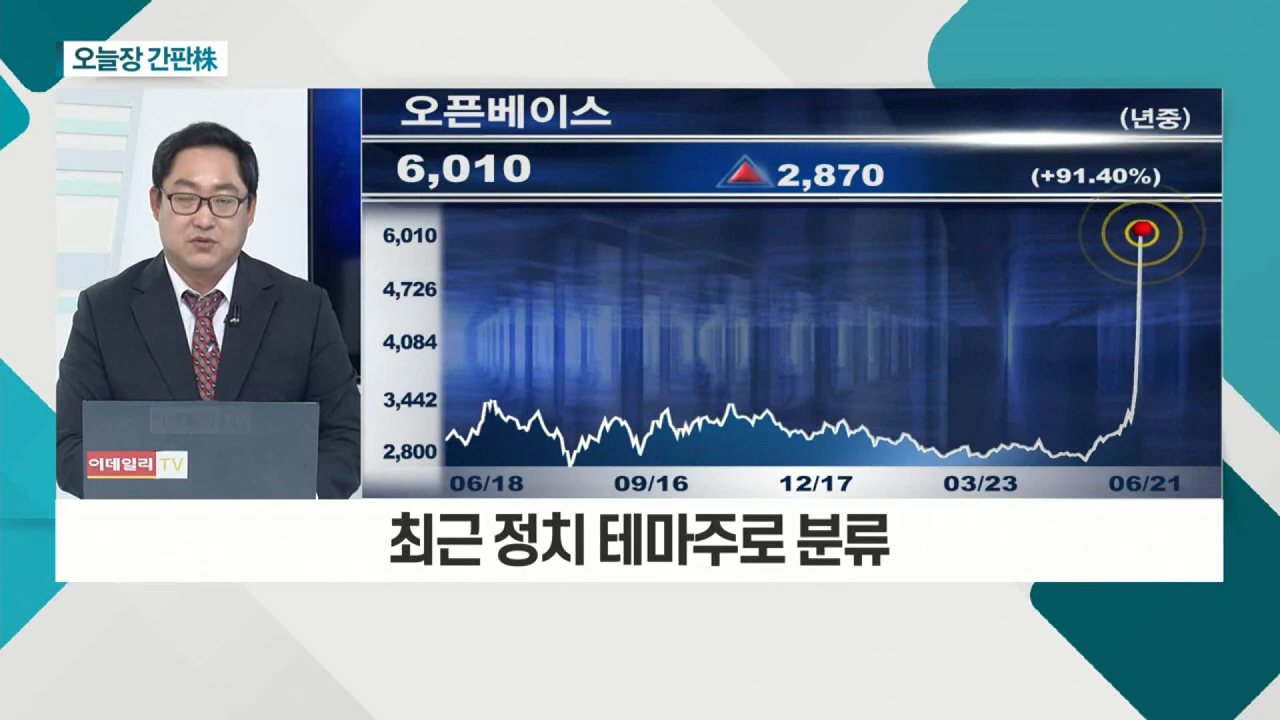 오늘장 간판株
오픈베이스
(년중)
6,010 ▲ 2,870 (+91.40%)
6,010
4,726
4,084
3,442
2,800
06/18 09/16 12/17 03/23 06/21
이데일리TV
최근 정치 테마주로 분류